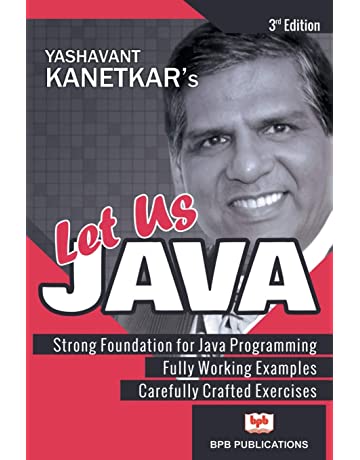 3rd Edition
YASHAVANT
KANETKAR's
Let Us
JAVA
Strong Foundation for Java Programming
Fully Working Examples
Carefully Crafted Exercises
bpb
BPB PUBLICATIONS